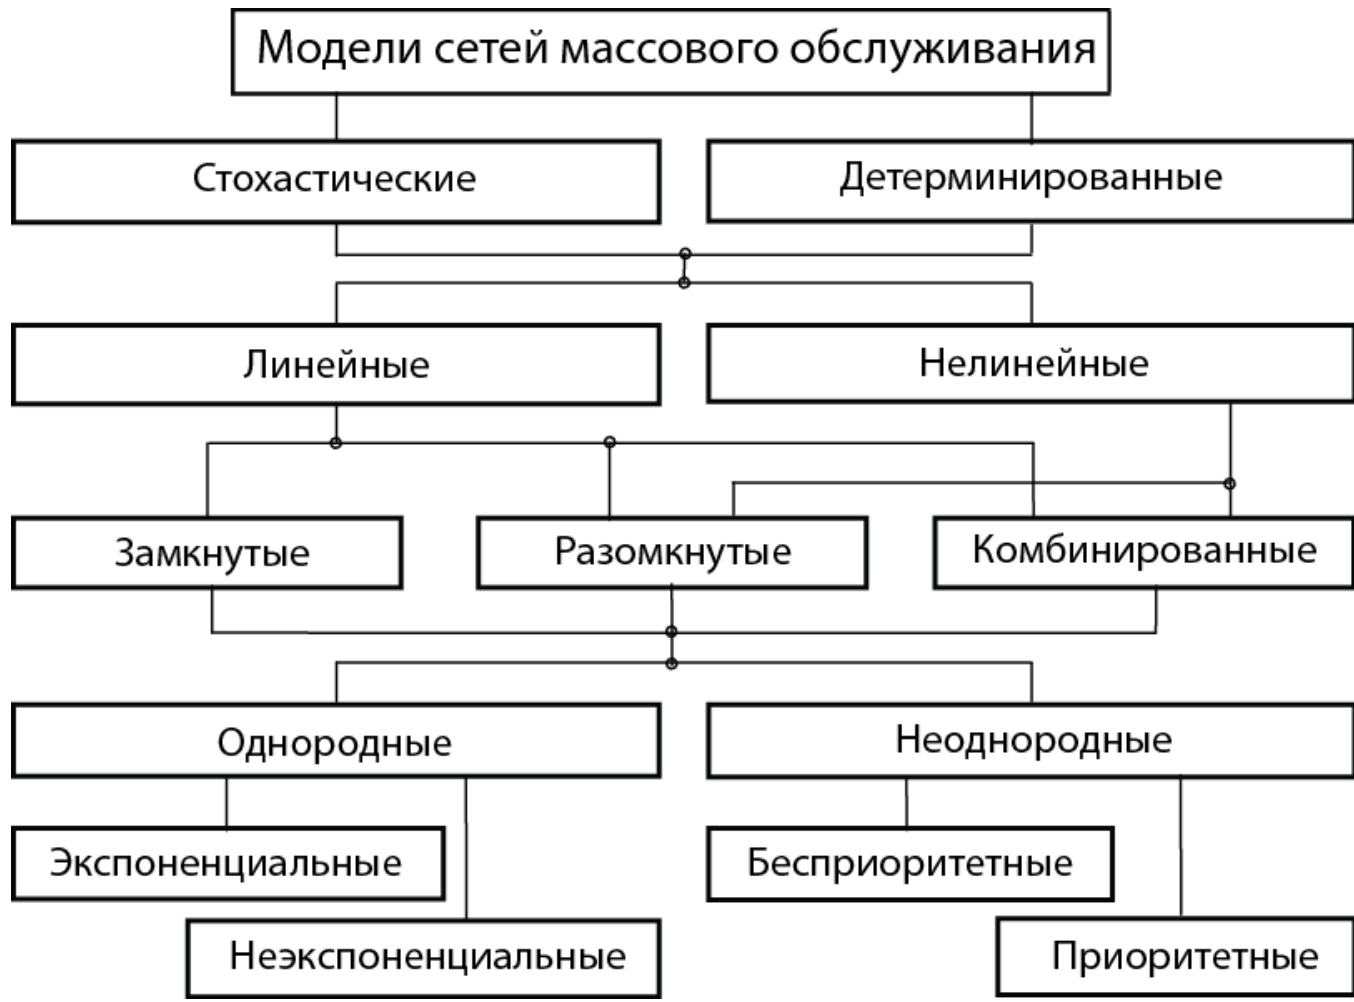 Модели сетей массового обслуживания
Стохастические
Детерминированные
Линейные
Нелинейные
Замкнутые
Разомкнутые
Комбинированные
Однородные
Неоднородные
Экспоненциальные
Бесприоритетные
Неэкспоненциальные
Приоритетные